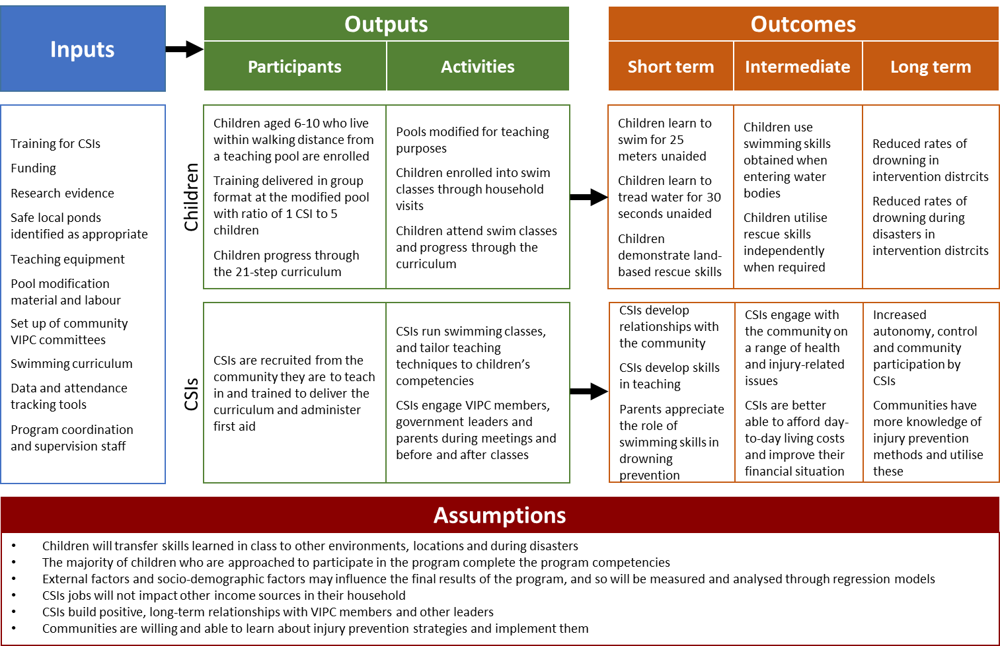 Inputs
Outputs
Participants
Activities
Outcomes
Short term
Intermediate
Long term
Training for CSIs
Funding
Research evidence
Safe local ponds
identified as appropriate
Teaching equipment
Pool modification
material and labour
Set up of community
VIPC committees
Swimming curriculum
Data and attendance
tracking tools
Program coordination
and supervision staff
Children
Children aged 6-10 who live
within walking distance from
a teaching pool are enrolled
Training delivered in group
format at the modified pool
with ratio of 1 CSI to 5
children
Children progress through
the 21-step curriculum
Pools modified for teaching
purposes
Children enrolled into swim
classes through household
visits
Children attend swim classes
and progress through the
curriculum
Children learn to
swim for 25
meters unaided
Children learn to
tread water for 30
seconds unaided
Children
demonstrate land-
based rescue skills
Children use
swimming skills
obtained when
entering water
bodies
Children utilise
rescue skills
independently
when required
Reduced rates of
drowning in
intervention distrcits
Reduced rates of
drowning during
disasters in
intervention distrcits
CSIs
CSIs are recruited from the
community they are to teach
in and trained to deliver the
curriculum and administer
first aid
CSIs run swimming classes,
and tailor teaching
techniques to children's
competencies
CSIs engage VIPC members,
government leaders and
parents during meetings and
before and after classes
CSIs develop
relationships with
the community
CSIs develop skills
in teaching
Parents appreciate
the role of
swimming skills in
drowning
prevention
CSIs engage with
the community on
a range of health
and injury-related
issues
CSIs are better
able to afford day-
to-day living costs
and improve their
financial situation
Increased
autonomy, control
and community
participation by
CSIs
Communities have
more knowledge of
injury prevention
methods and utilise
these
Assumptions
• Children will transfer skills learned in class to other environments, locations and during disasters
• The majority of children who are approached to participate in the program complete the program competencies
• External factors and socio-demographic factors may influence the final results of the program, and so will be measured and analysed through regression models
• CSIs jobs will not impact other income sources in their household
• CSIs build positive, long-term relationships with VIPC members and other leaders
• Communities are willing and able to learn about injury prevention strategies and implement them